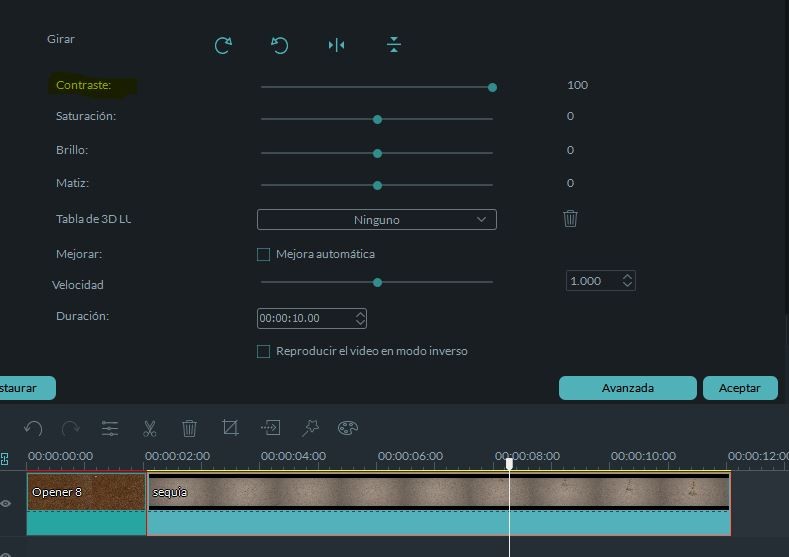 Girar
Contraste: 100
Saturación: 0
Brillo: 0
Matiz: 0
Tabla de 3D LU Ninguno
Mejorar: Mejora automática
Velocidad 1.000
Duración: 00:00:10.00
Reproducir el video en modo inverso
staurar Avanzada Aceptar
00:00:00:00 00:00:02:00 00:00:04:00 00:00:06:00 00:00:08:00 00:00:10:00 00:00:12:00
Opener 8 sequía